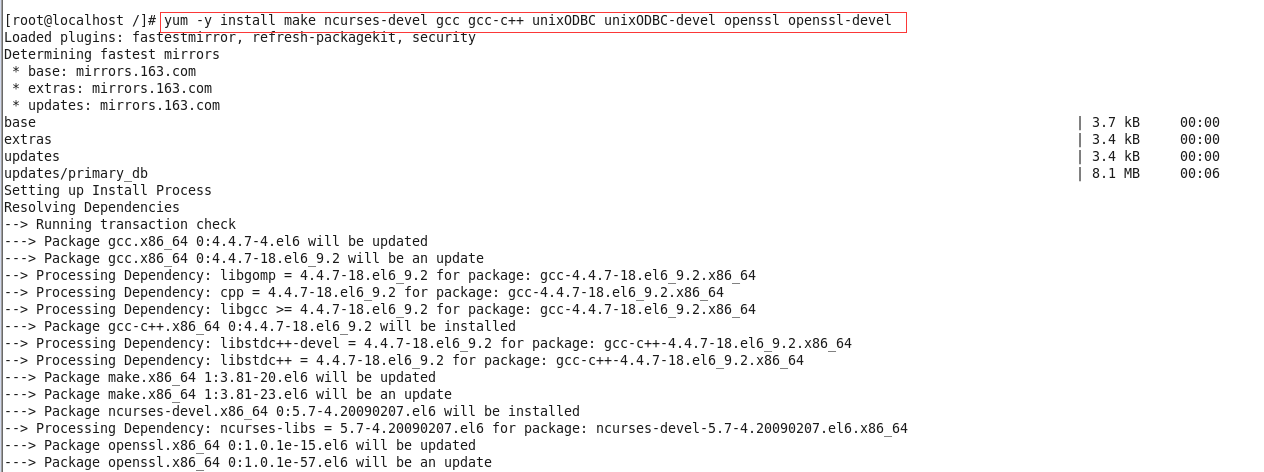 [root@localhost /]# yum -y install make ncurses-devel gcc gcc-c++ unixODBC unixODBC-devel openssl openssl-devel
Loaded plugins: fastestmirror, refresh-packagekit, security
Determining fastest mirrors
 * base: mirrors.163.com
 * extras: mirrors.163.com
 * updates: mirrors.163.com
base | 3.7 kB 00:00
extras | 3.4 kB 00:00
updates | 3.4 kB 00:00
updates/primary_db | 8.1 MB 00:06
Setting up Install Process
Resolving Dependencies
--> Running transaction check
---> Package gcc.x86_64 0:4.4.7-4.el6 will be updated
---> Package gcc.x86_64 0:4.4.7-18.el6_9.2 will be an update
--> Processing Dependency: libgomp = 4.4.7-18.el6_9.2 for package: gcc-4.4.7-18.el6_9.2.x86_64
--> Processing Dependency: cpp = 4.4.7-18.el6_9.2 for package: gcc-4.4.7-18.el6_9.2.x86_64
--> Processing Dependency: libgcc >= 4.4.7-18.el6_9.2 for package: gcc-4.4.7-18.el6_9.2.x86_64
---> Package gcc-c++.x86_64 0:4.4.7-18.el6_9.2 will be installed
--> Processing Dependency: libstdc++-devel = 4.4.7-18.el6_9.2 for package: gcc-c++-4.4.7-18.el6_9.2.x86_64
--> Processing Dependency: libstdc++ = 4.4.7-18.el6_9.2 for package: gcc-c++-4.4.7-18.el6_9.2.x86_64
---> Package make.x86_64 1:3.81-20.el6 will be updated
---> Package make.x86_64 1:3.81-23.el6 will be an update
---> Package ncurses-devel.x86_64 0:5.7-4.20090207.el6 will be installed
--> Processing Dependency: ncurses-libs = 5.7-4.20090207.el6 for package: ncurses-devel-5.7-4.20090207.el6.x86_64
---> Package openssl.x86_64 0:1.0.1e-15.el6 will be updated
---> Package openssl.x86_64 0:1.0.1e-57.el6 will be an update